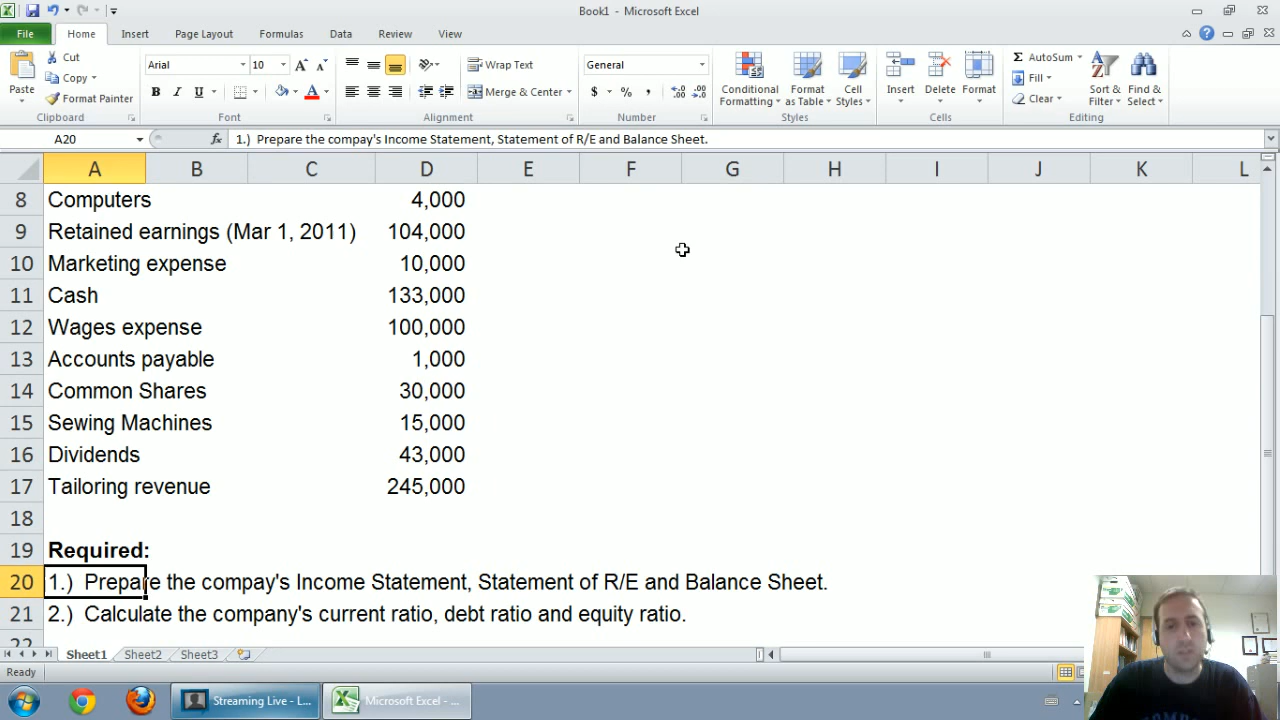 Book1 - Microsoft Excel
File Home Insert Page Layout Formulas Data Review View
Cut
Copy
Format Painter
Paste
Clipboard
Arial 10
B I U
Font
Wrap Text
Merge & Center
Alignment
General
$ % ,
Number
Conditional Formatting
Format as Table
Cell Styles
Styles
Insert Delete Format
Cells
Σ AutoSum
Fill
Clear
Sort & Filter
Find & Select
Editing
A20 fx 1.) Prepare the compay's Income Statement, Statement of R/E and Balance Sheet.
A B C D E F G H I J K L
8 Computers 4,000
9 Retained earnings (Mar 1, 2011) 104,000
10 Marketing expense 10,000
11 Cash 133,000
12 Wages expense 100,000
13 Accounts payable 1,000
14 Common Shares 30,000
15 Sewing Machines 15,000
16 Dividends 43,000
17 Tailoring revenue 245,000
18
19 Required:
20 1.) Prepare the compay's Income Statement, Statement of R/E and Balance Sheet.
21 2.) Calculate the company's current ratio, debt ratio and equity ratio.
22
Sheet1 Sheet2 Sheet3
Ready
Streaming Live - L... Microsoft Excel - ...